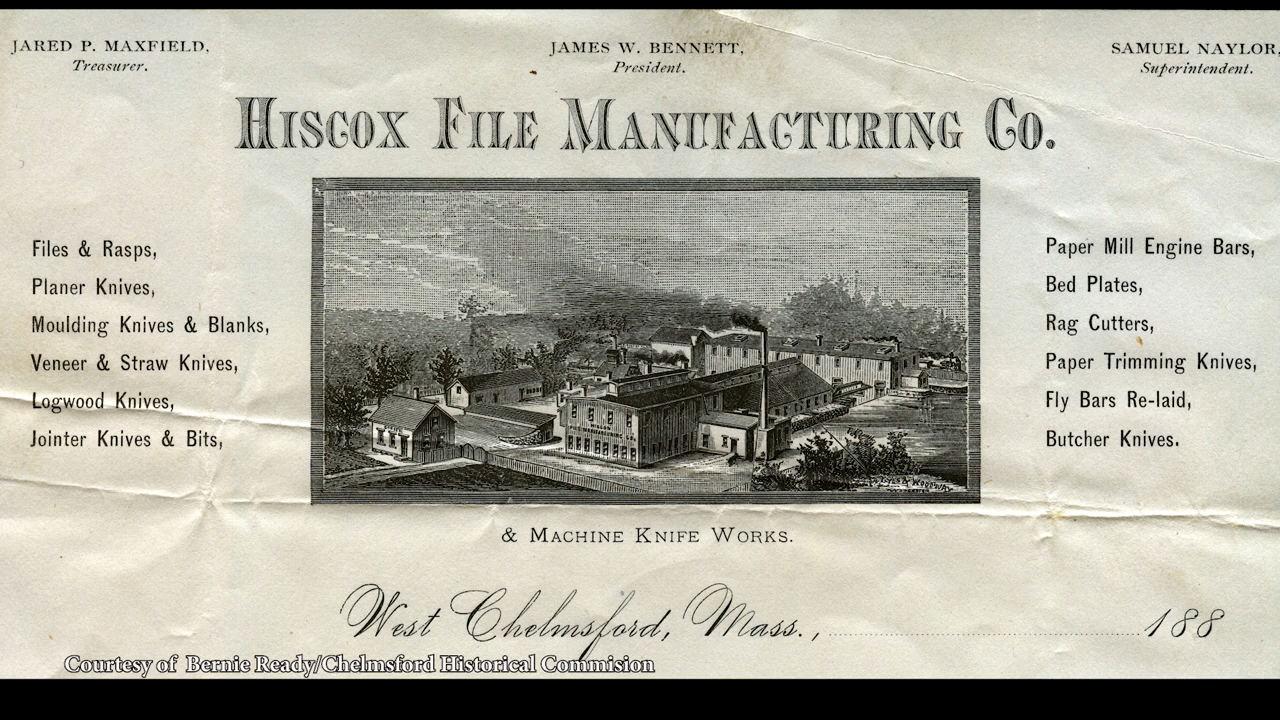 JARED P. MAXFIELD,
Treasurer.
JAMES W. BENNETT,
President.
SAMUEL NAYLOR,
Superintendent.
HISCOX FILE MANUFACTURING CO.
Files & Rasps,
Planer Knives,
Moulding Knives & Blanks,
Veneer & Straw Knives,
Logwood Knives,
Jointer Knives & Bits,
Paper Mill Engine Bars,
Bed Plates,
Rag Cutters,
Paper Trimming Knives,
Fly Bars Re-laid,
Butcher Knives.
& MACHINE KNIFE WORKS.
West Chelmsford, Mass., 188
Courtesy of Bernie Ready/Chelmsford Historical Commision